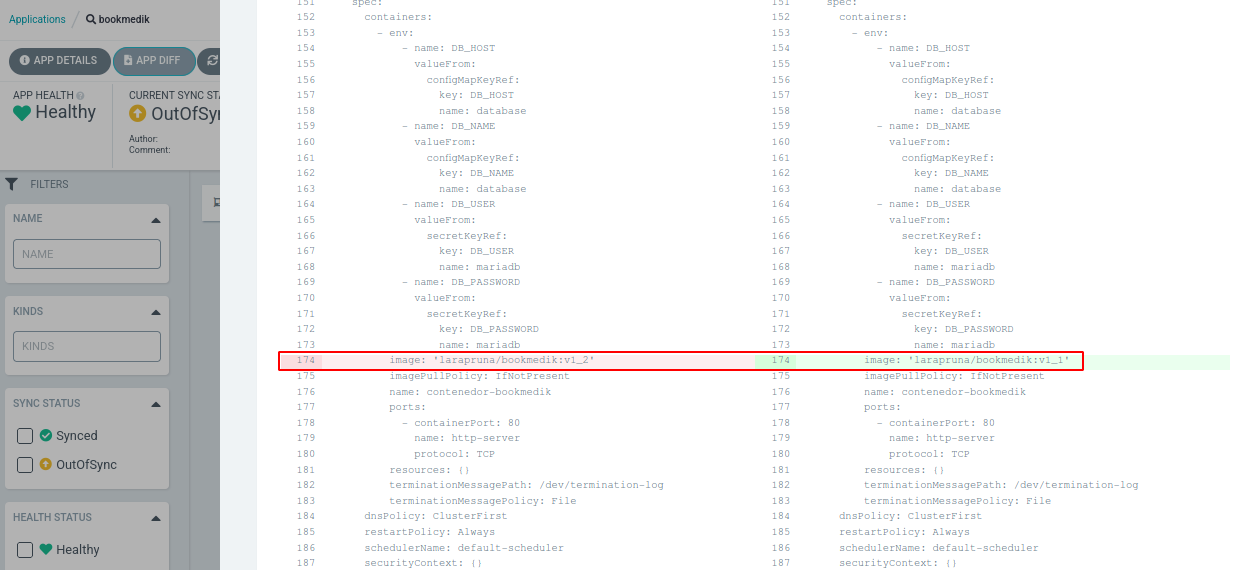 Applications / bookmedik
APP DETAILS
APP DIFF
APP HEALTH
Healthy
CURRENT SYNC STA
OutOfSyn
Author:
Comment:
FILTERS
NAME
NAME
KINDS
KINDS
SYNC STATUS
Synced
OutOfSync
HEALTH STATUS
Healthy
151 spec:
152 containers:
153 - env:
154 - name: DB_HOST
155 valueFrom:
156 configMapKeyRef:
157 key: DB_HOST
158 name: database
159 - name: DB_NAME
160 valueFrom:
161 configMapKeyRef:
162 key: DB_NAME
163 name: database
164 - name: DB_USER
165 valueFrom:
166 secretKeyRef:
167 key: DB_USER
168 name: mariadb
169 - name: DB_PASSWORD
170 valueFrom:
171 secretKeyRef:
172 key: DB_PASSWORD
173 name: mariadb
174 image: 'larapruna/bookmedik:v1_2'
175 imagePullPolicy: IfNotPresent
176 name: contenedor-bookmedik
177 ports:
178 - containerPort: 80
179 name: http-server
180 protocol: TCP
181 resources: {}
182 terminationMessagePath: /dev/termination-log
183 terminationMessagePolicy: File
184 dnsPolicy: ClusterFirst
185 restartPolicy: Always
186 schedulerName: default-scheduler
187 securityContext: {}
151 spec:
152 containers:
153 - env:
154 - name: DB_HOST
155 valueFrom:
156 configMapKeyRef:
157 key: DB_HOST
158 name: database
159 - name: DB_NAME
160 valueFrom:
161 configMapKeyRef:
162 key: DB_NAME
163 name: database
164 - name: DB_USER
165 valueFrom:
166 secretKeyRef:
167 key: DB_USER
168 name: mariadb
169 - name: DB_PASSWORD
170 valueFrom:
171 secretKeyRef:
172 key: DB_PASSWORD
173 name: mariadb
174 image: 'larapruna/bookmedik:v1_1'
175 imagePullPolicy: IfNotPresent
176 name: contenedor-bookmedik
177 ports:
178 - containerPort: 80
179 name: http-server
180 protocol: TCP
181 resources: {}
182 terminationMessagePath: /dev/termination-log
183 terminationMessagePolicy: File
184 dnsPolicy: ClusterFirst
185 restartPolicy: Always
186 schedulerName: default-scheduler
187 securityContext: {}